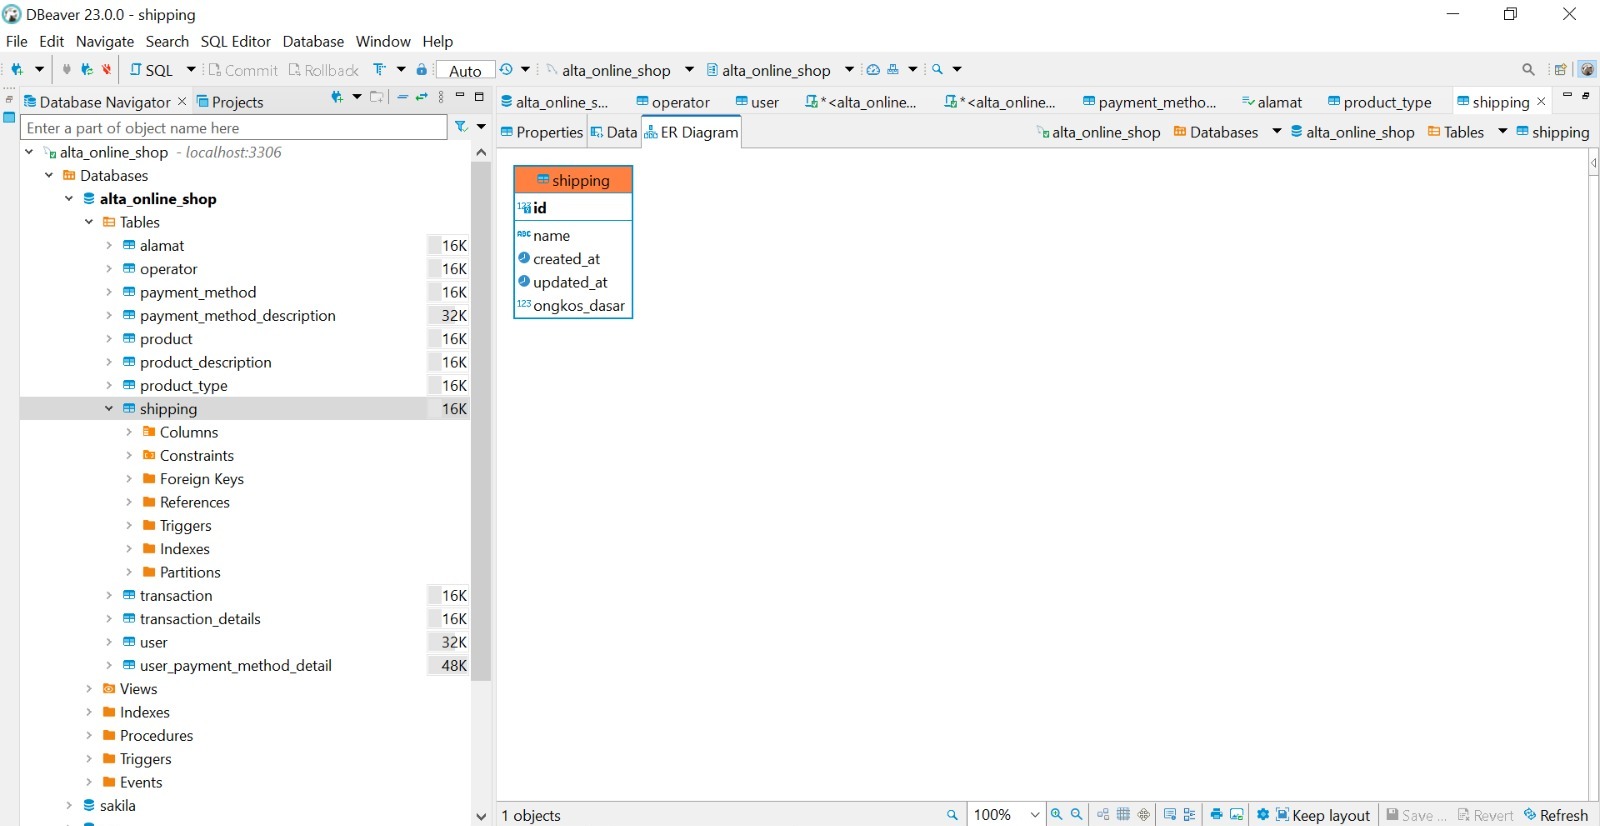 DBeaver 23.0.0 - shipping
File Edit Navigate Search SQL Editor Database Window Help
SQL Commit Rollback T Auto alta_online_shop alta_online_shop
Database Navigator Projects
Enter a part of object name here
alta_online_shop - localhost:3306
Databases
alta_online_shop
Tables
alamat 16K
operator 16K
payment_method 16K
payment_method_description 32K
product 16K
product_description 16K
product_type 16K
shipping 16K
Columns
Constraints
Foreign Keys
References
Triggers
Indexes
Partitions
transaction 16K
transaction_details 16K
user 32K
user_payment_method_detail 48K
Views
Indexes
Procedures
Triggers
Events
sakila
alta_online_s... operator user *<alta_online... *<alta_online... payment_metho... alamat product_type shipping
Properties Data ER Diagram alta_online_shop Databases alta_online_shop Tables shipping
shipping
123 id
ABC name
created_at
updated_at
123 ongkos_dasar
1 objects 100% Keep layout Save ... Revert Refresh